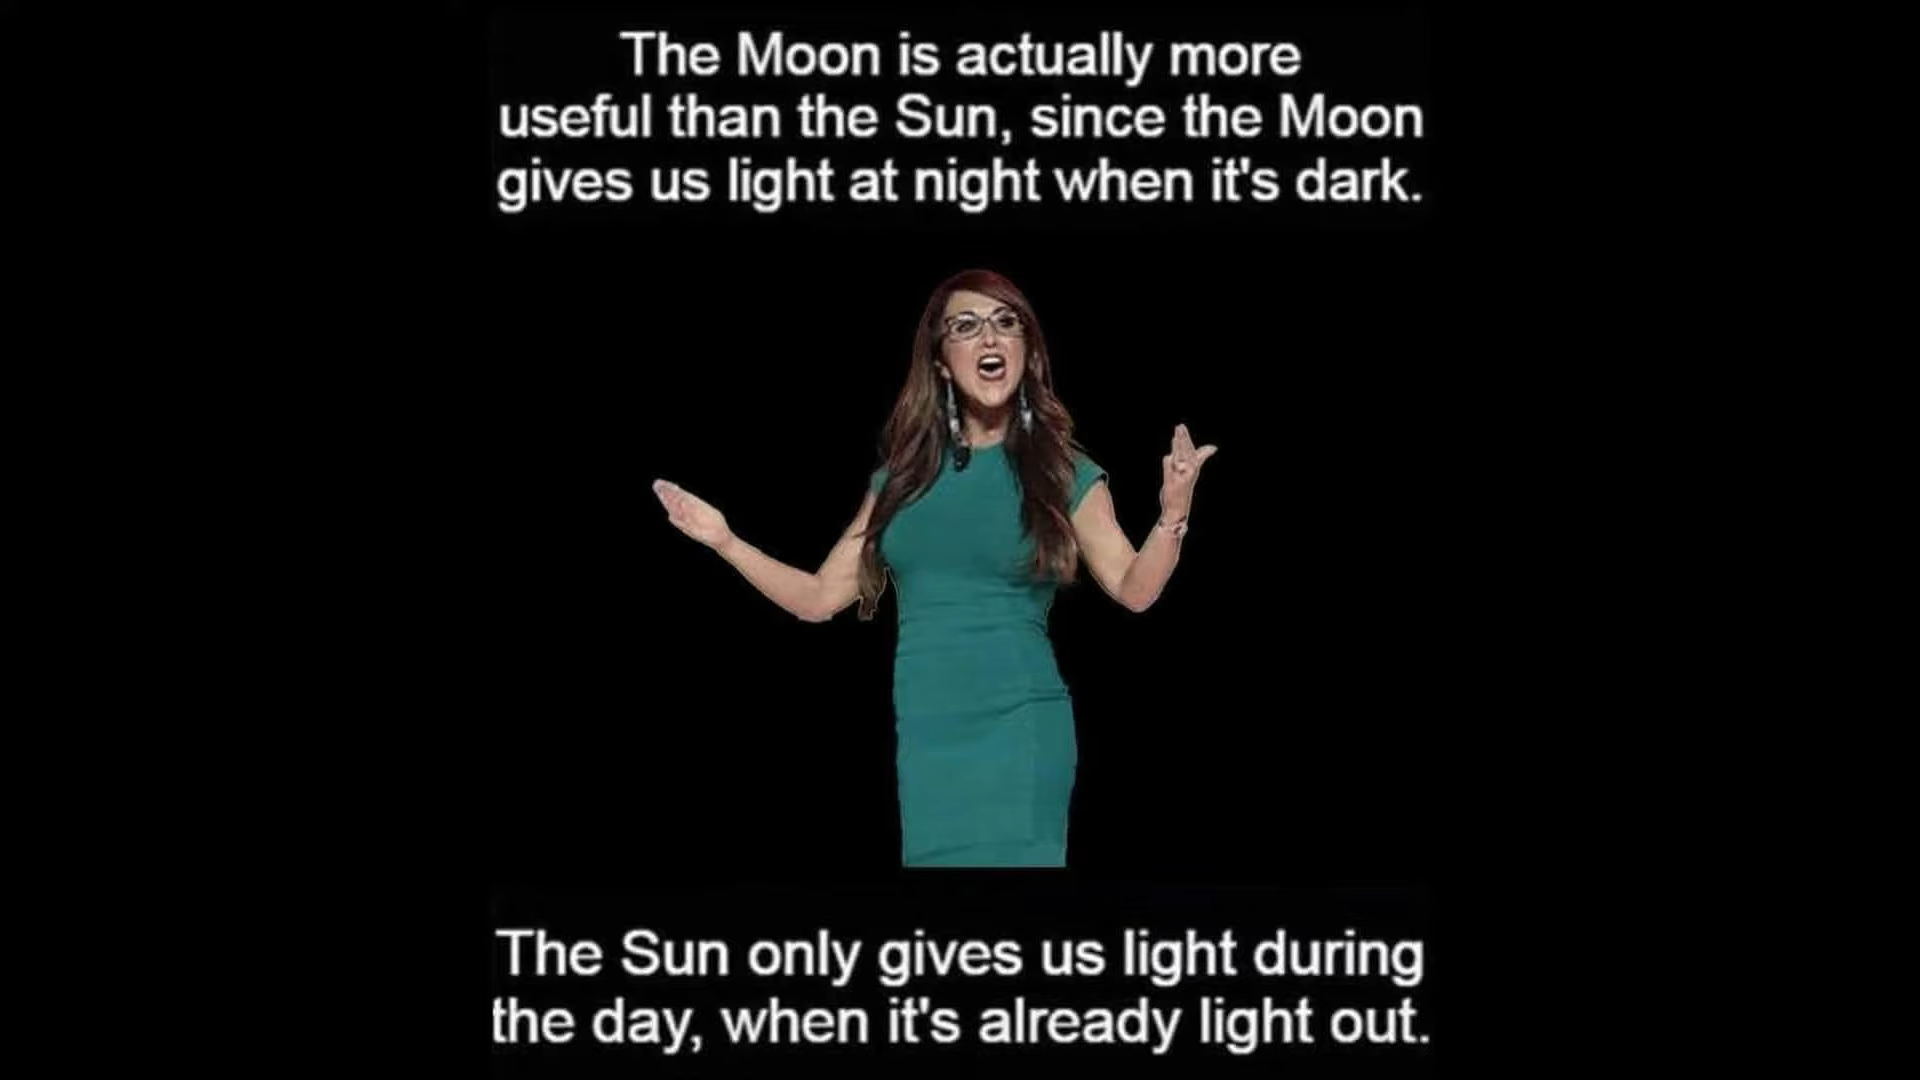 The Moon is actually more
useful than the Sun, since the Moon
gives us light at night when it's dark.
The Sun only gives us light during
the day, when it's already light out.